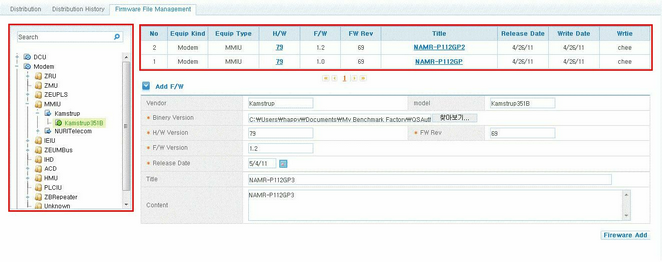 Distribution Distribution History Firmware File Management
Search
DCU
Modem
ZRU
ZMU
ZEUPLS
MMIU
Kamstrup
Kamstrup351B
NURITelecom
IEIU
ZEUMBus
IHD
ACD
HMU
PLCIU
ZBRepeater
Unknown
No Equip Kind Equip Type H/W F/W FW Rev Title Release Date Write Date Wrtie
2 Modem MMIU 79 1.2 69 NAMR-P112GP2 4/26/11 4/26/11 chee
1 Modem MMIU 79 1.0 69 NAMR-P112GP 4/26/11 4/26/11 chee
1
Add F/W
Vendor Kamstrup model Kamstrup351B
Binery Version C:₩Users₩happy₩Documents₩My Benchmark Factory₩QSAuth 찾아보기...
H/W Version 79 FW Rev 69
F/W Version 1.2
Release Date 5/4/11
Title NAMR-P112GP3
Content NAMR-P112GP3
Fireware Add